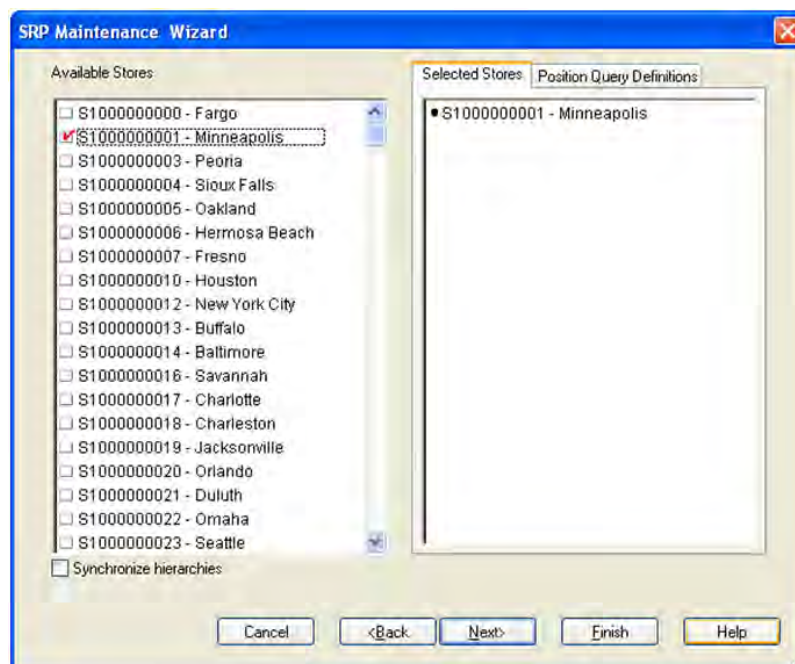 SRP Maintenance Wizard
Available Stores
S1000000000 - Fargo
S1000000001 - Minneapolis
S1000000003 - Peoria
S1000000004 - Sioux Falls
S1000000005 - Oakland
S1000000006 - Hermosa Beach
S1000000007 - Fresno
S1000000010 - Houston
S1000000012 - New York City
S1000000013 - Buffalo
S1000000014 - Baltimore
S1000000016 - Savannah
S1000000017 - Charlotte
S1000000018 - Charleston
S1000000019 - Jacksonville
S1000000020 - Orlando
S1000000021 - Duluth
S1000000022 - Omaha
S1000000023 - Seattle
Synchronize hierarchies
Selected Stores
Position Query Definitions
S1000000001 - Minneapolis
Cancel
<Back
Next>
Finish
Help